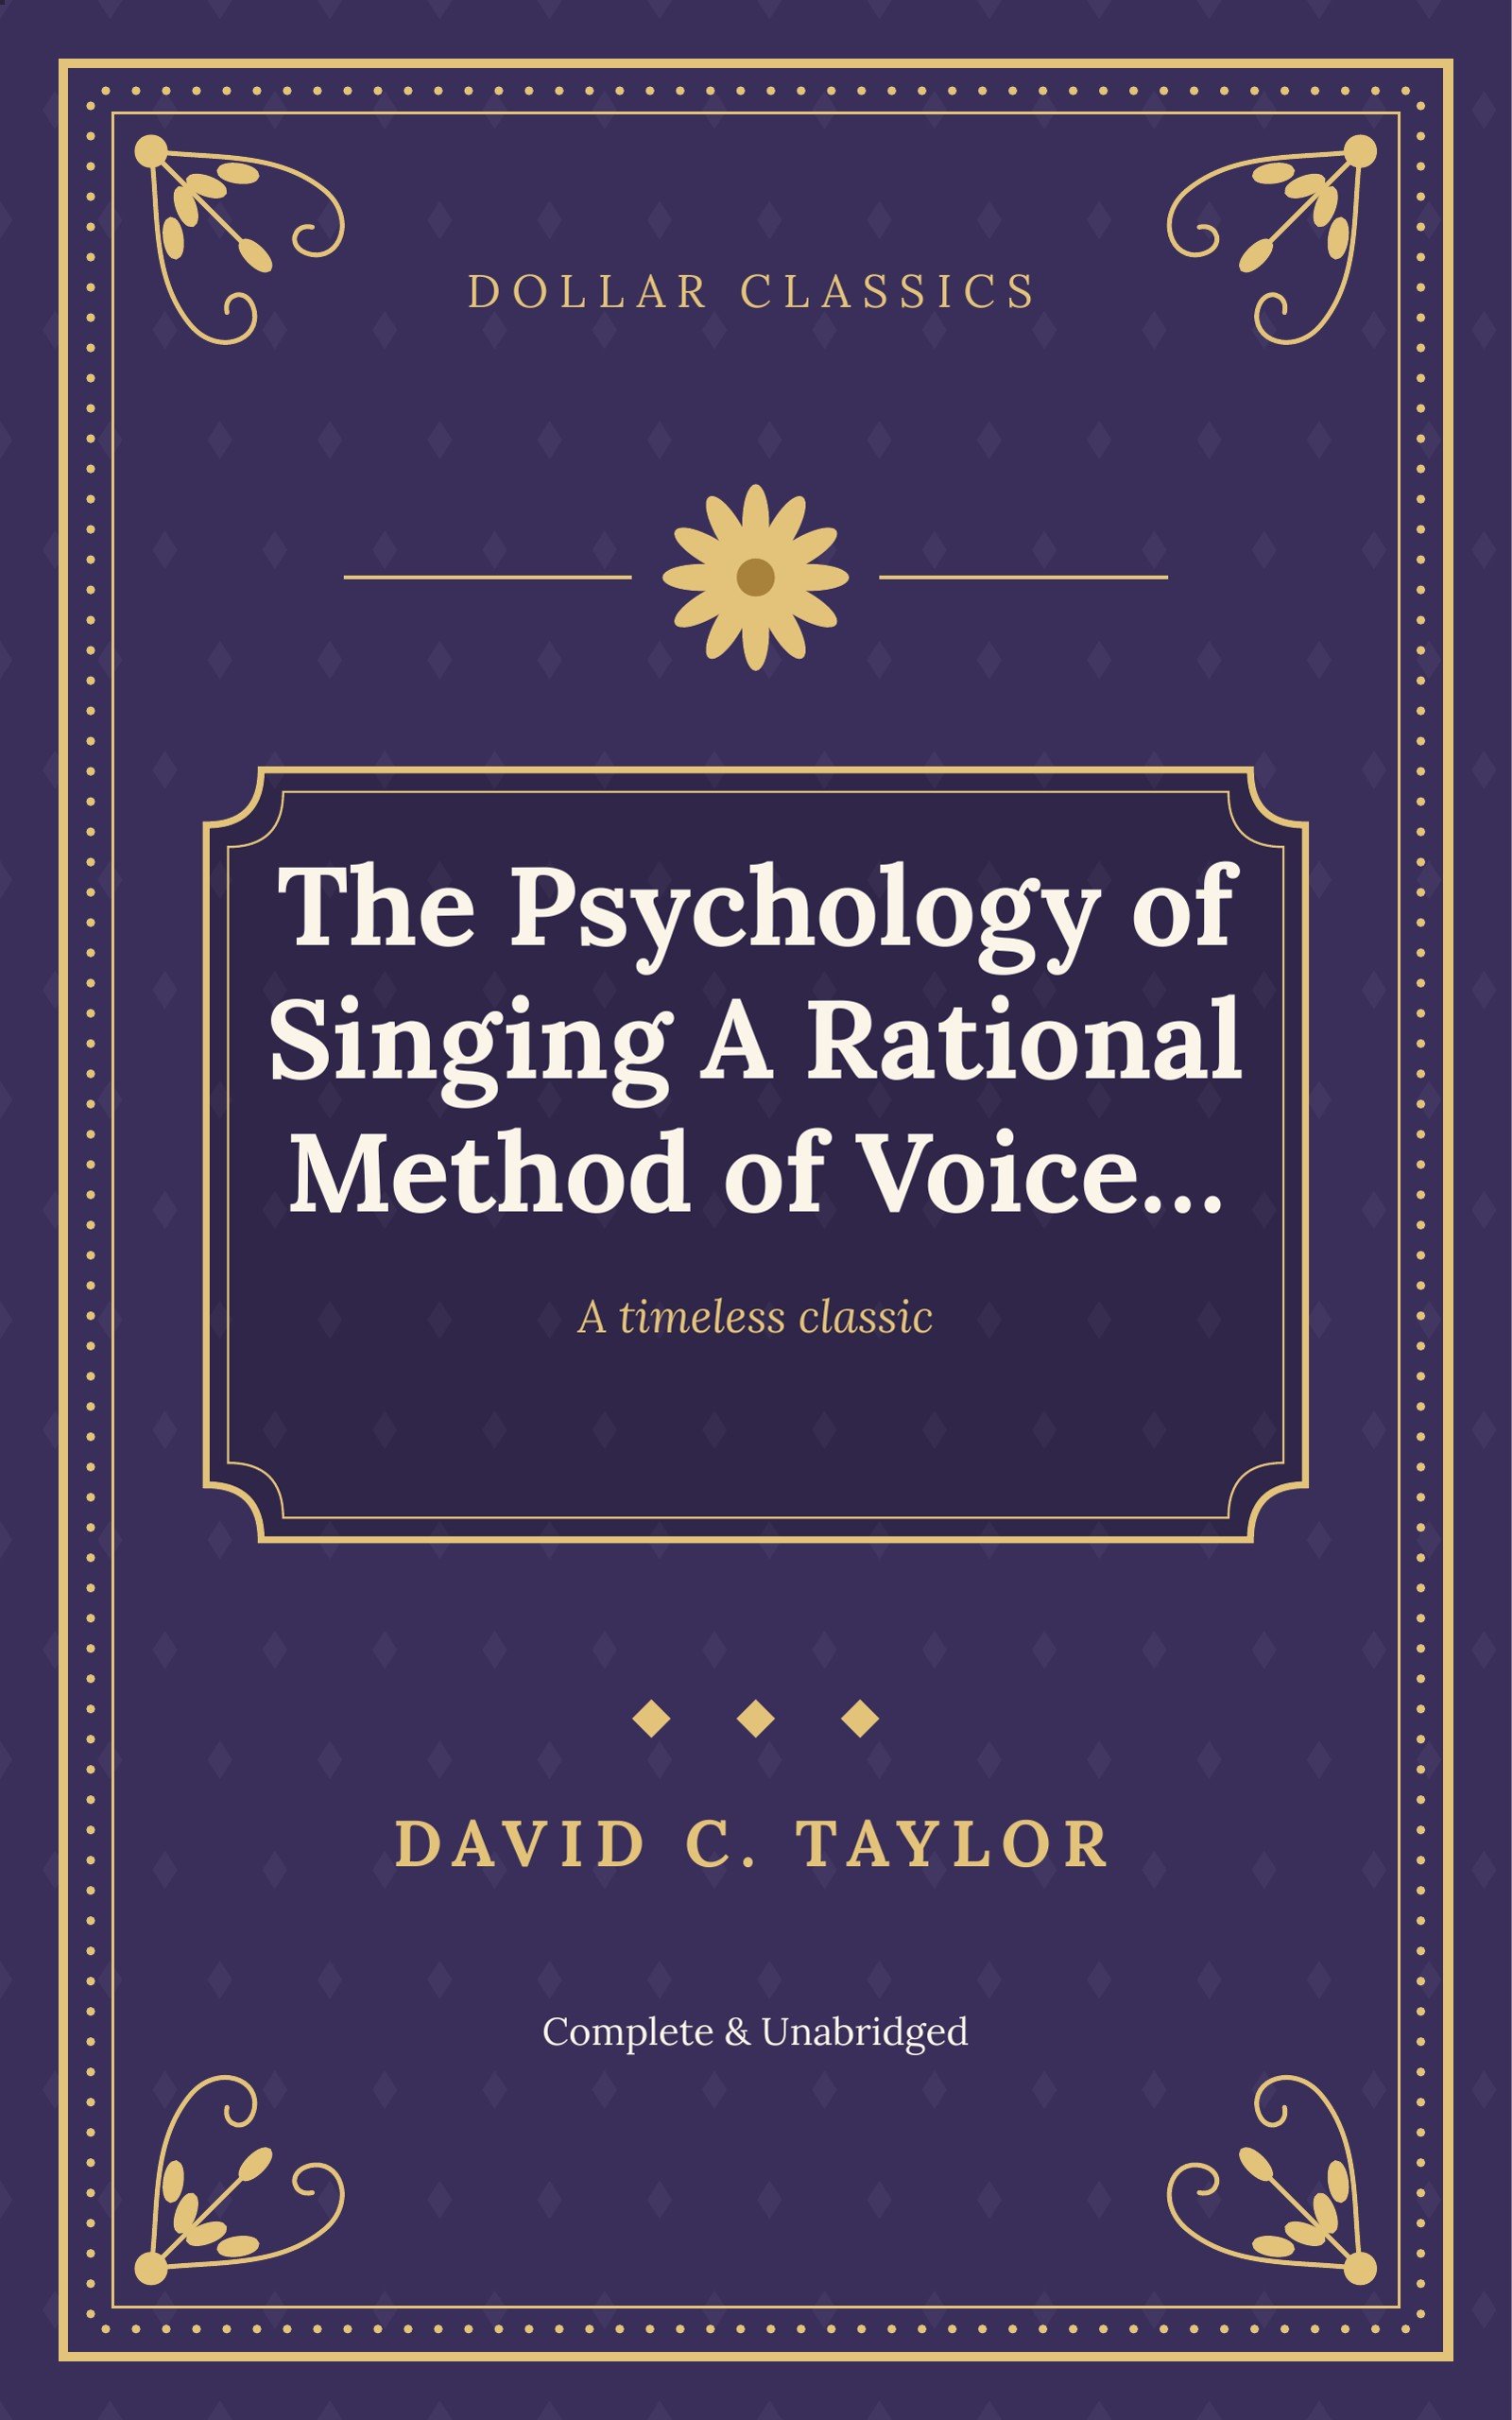 DOLLAR CLASSICS
The Psychology of
Singing A Rational
Method of Voice...
A timeless classic
DAVID C. TAYLOR
Complete & Unabridged